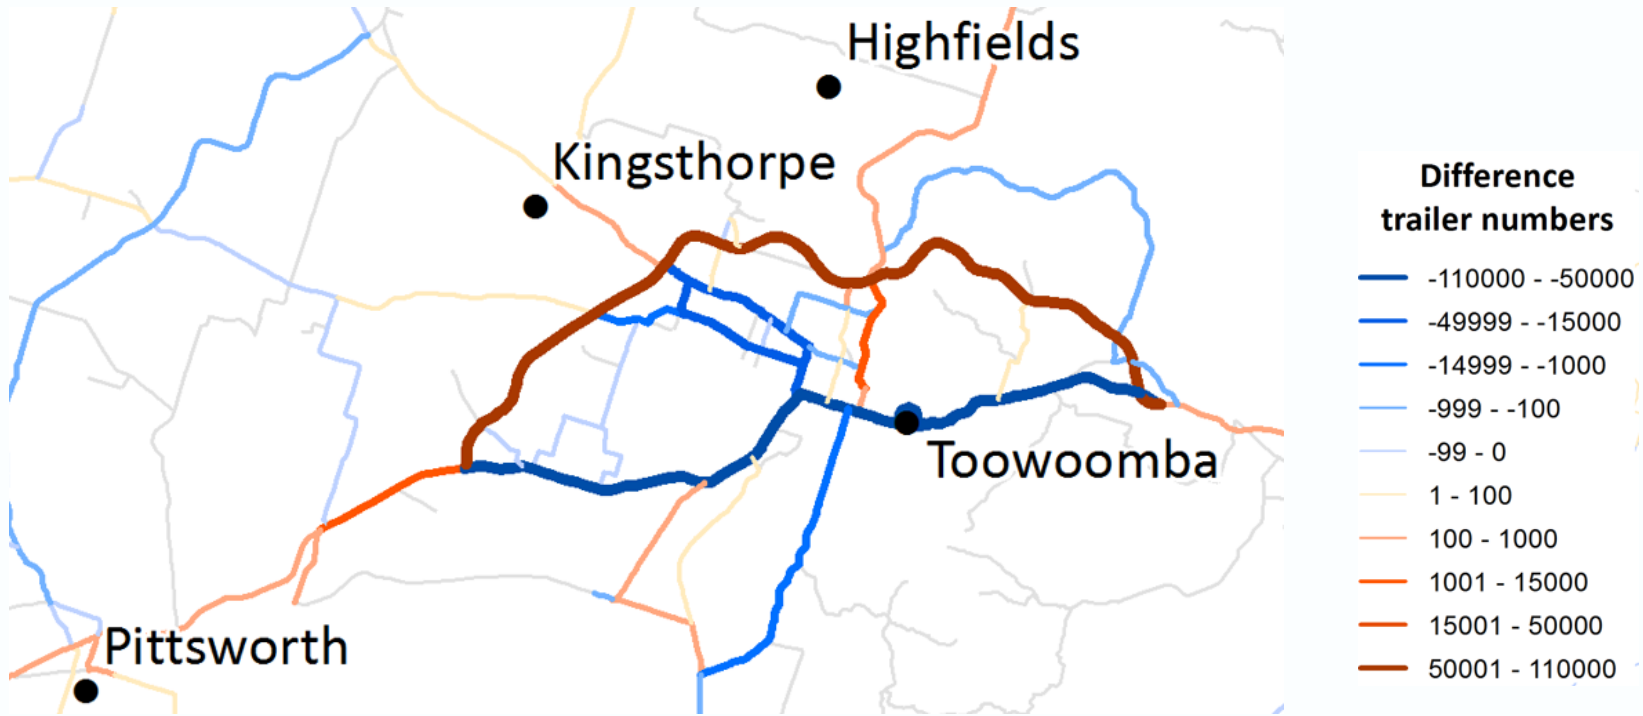 Highfields
Kingsthorpe
Toowoomba
Pittsworth
Difference
trailer numbers
-110000 - -50000
-49999 - -15000
-14999 - -1000
-999 - -100
-99 - 0
1 - 100
100 - 1000
1001 - 15000
15001 - 50000
50001 - 110000